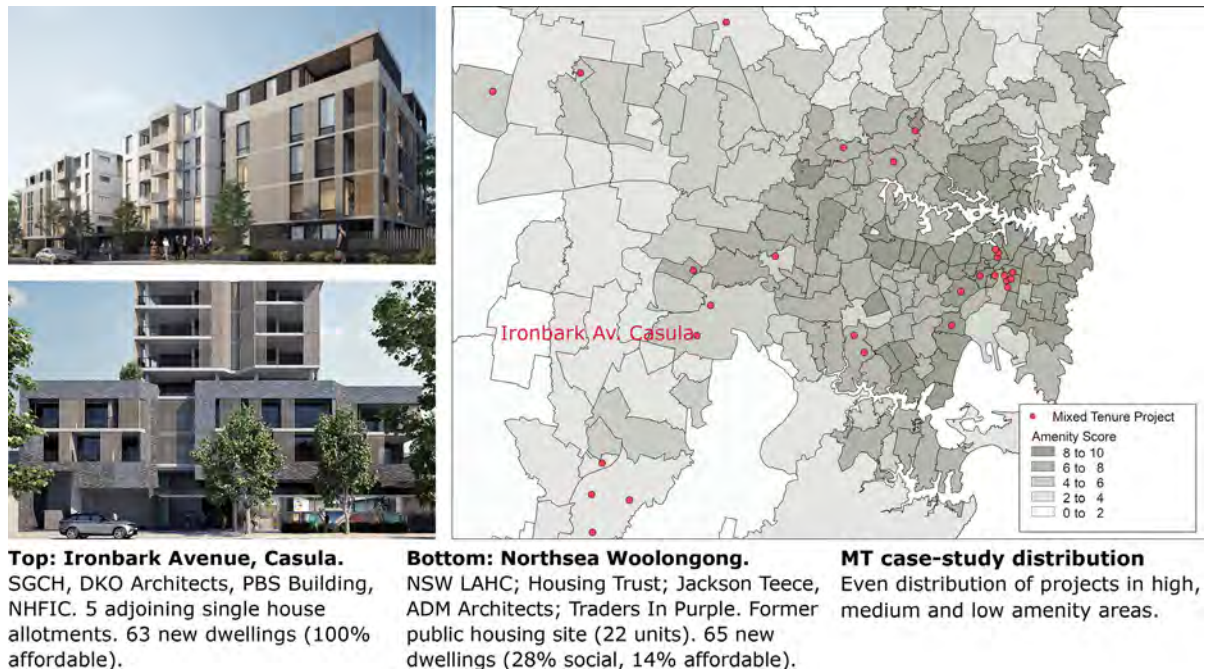 Ironbark Av. Casula
Mixed Tenure Project
Amenity Score
8 to 10
6 to 8
4 to 6
2 to 4
0 to 2
Top: Ironbark Avenue, Casula.
SGCH, DKO Architects, PBS Building,
NHFIC. 5 adjoining single house
allotments. 63 new dwellings (100%
affordable).
Bottom: Northsea Woolongong.
NSW LAHC; Housing Trust; Jackson Teece,
ADM Architects; Traders In Purple. Former
public housing site (22 units). 65 new
dwellings (28% social, 14% affordable).
MT case-study distribution
Even distribution of projects in high,
medium and low amenity areas.